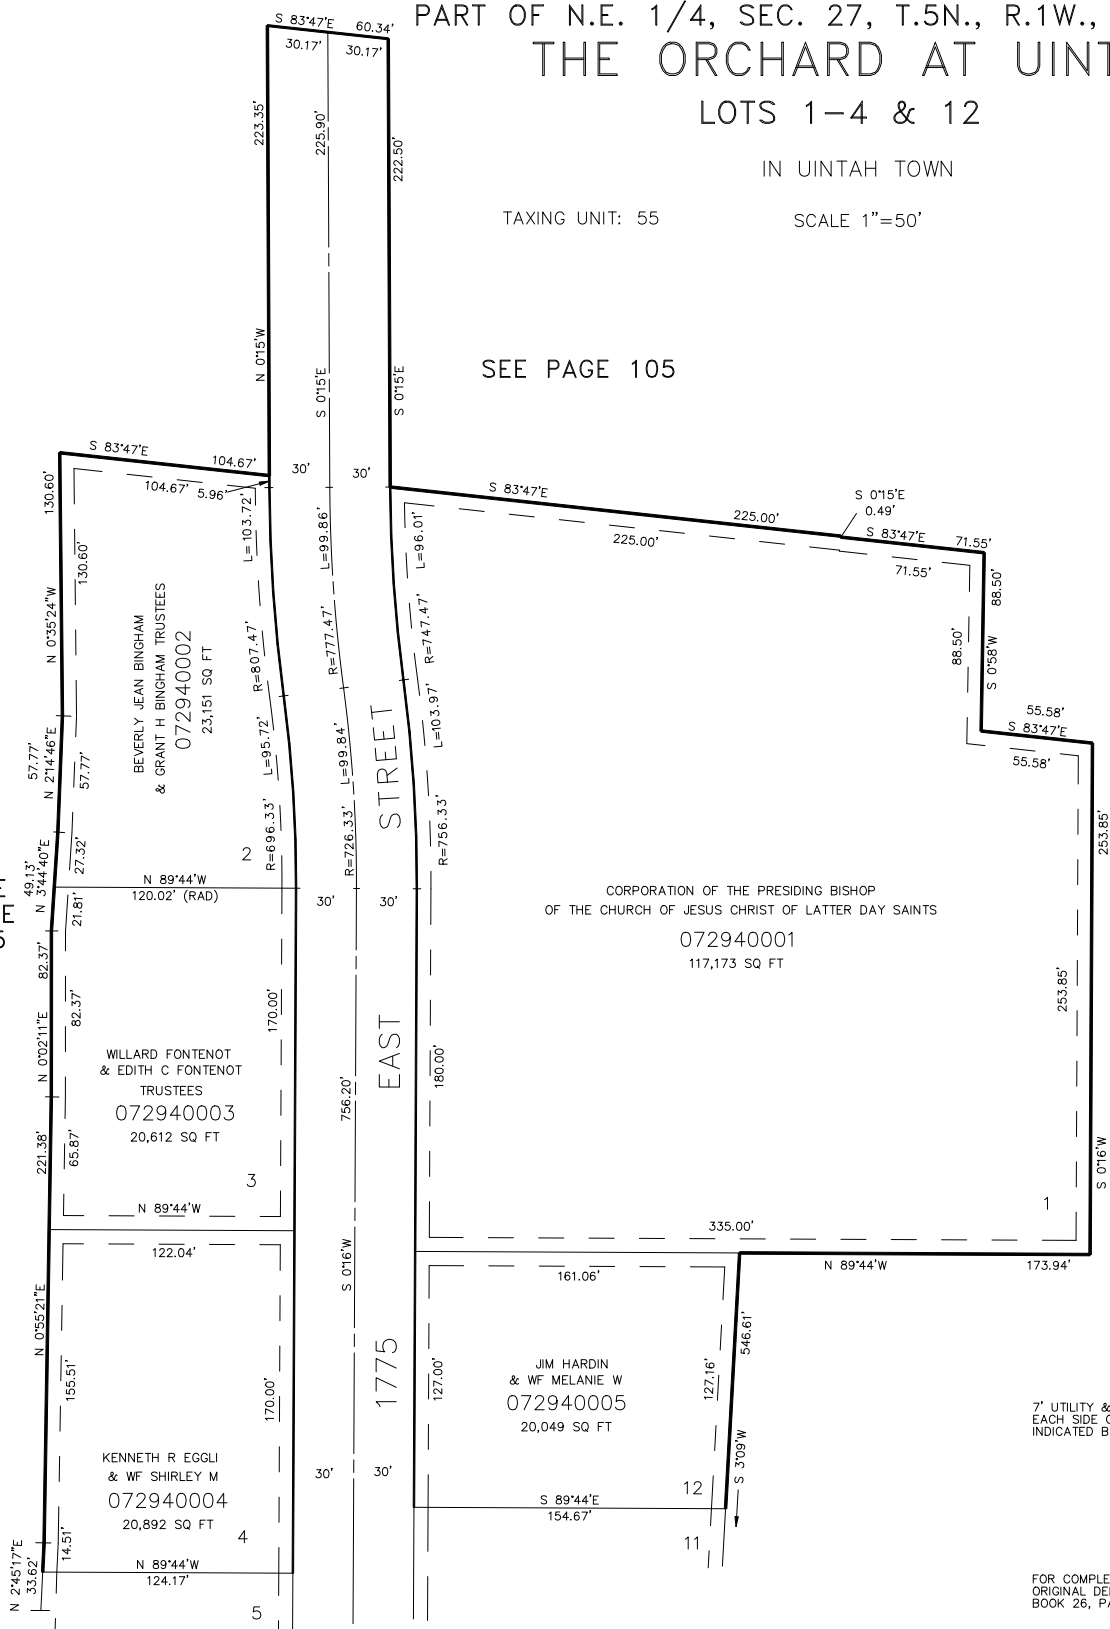 PART OF N.E. 1/4, SEC. 27, T.5N., R.1W.,
THE ORCHARD AT UINT
LOTS 1-4 & 12
IN UINTAH TOWN
TAXING UNIT: 55
SCALE 1"=50'
SEE PAGE 105
S 83°47'E
60.34'
30.17'
30.17'
223.35'
225.90'
222.50'
N 0°15'W
S 0°15'E
S 0°15'E
S 83°47'E
104.67'
104.67'
5.96'
30'
30'
130.60'
130.60'
N 0°35'24"W
L=103.72'
R=807.47'
L=99.86'
R=777.47'
L=96.01'
R=747.47'
S 83°47'E
225.00'
225.00'
S 0°15'E
0.49'
S 83°47'E
71.55'
71.55'
88.50'
88.50'
S 0°58'W
55.58'
S 83°47'E
55.58'
BEVERLY JEAN BINGHAM
& GRANT H BINGHAM TRUSTEES
072940002
23,151 SQ FT
57.77'
N 2°14'46"E
57.77'
L=95.72'
R=696.33'
L=99.84'
R=726.33'
L=103.97'
R=756.33'
STREET
253.85'
253.85'
S 0°16'W
49.13'
N 3°44'40"E
27.32'
21.81'
2
N 89°44'W
120.02' (RAD)
30'
30'
CORPORATION OF THE PRESIDING BISHOP
OF THE CHURCH OF JESUS CHRIST OF LATTER DAY SAINTS
072940001
117,173 SQ FT
82.37'
82.37'
N 0°02'11"E
170.00'
EAST
180.00'
756.20'
WILLARD FONTENOT
& EDITH C FONTENOT
TRUSTEES
072940003
20,612 SQ FT
221.38'
65.87'
3
N 89°44'W
122.04'
1
335.00'
N 89°44'W
173.94'
S 0°16'W
161.06'
N 0°55'21"E
155.51'
170.00'
1775
127.00'
JIM HARDIN
& WF MELANIE W
072940005
20,049 SQ FT
127.16'
546.61'
S 3°09'W
7' UTILITY &
EACH SIDE
INDICATED B
KENNETH R EGGLI
& WF SHIRLEY M
072940004
20,892 SQ FT
30'
30'
12
S 89°44'E
154.67'
11
4
14.51'
N 2°45'17"E
33.62'
N 89°44'W
124.17'
5
FOR COMPLE
ORIGINAL DE
BOOK 26, P